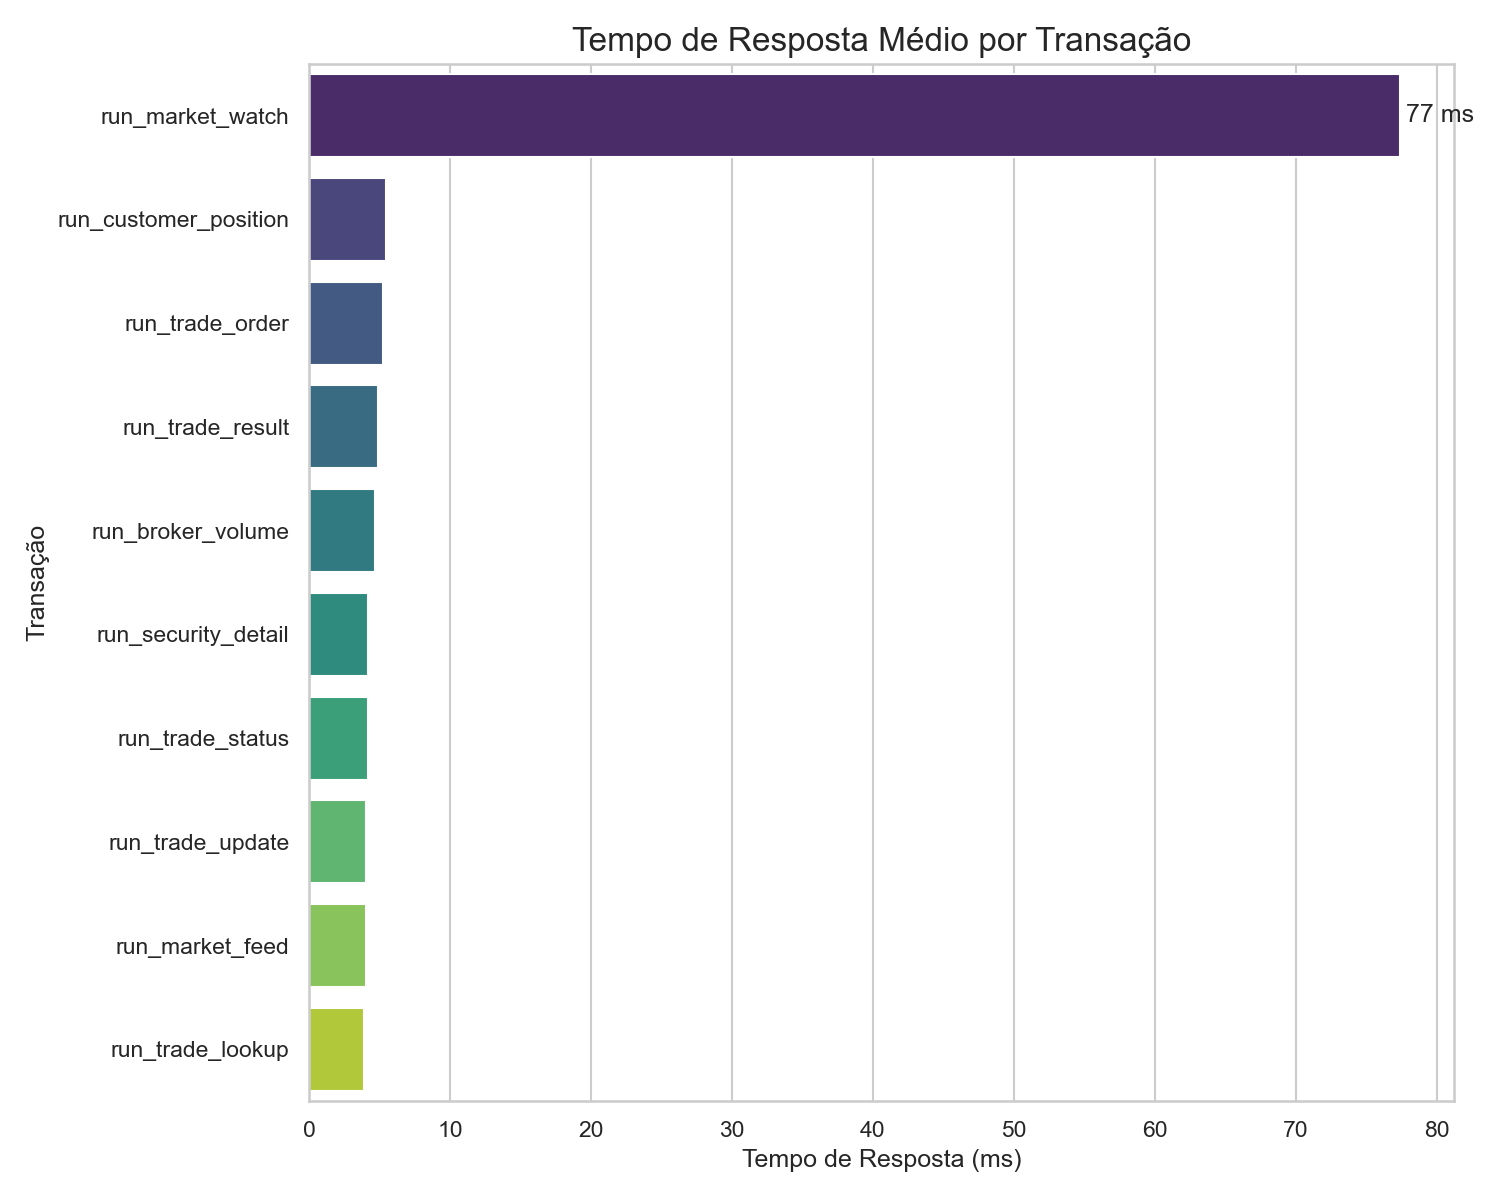 Tempo de Resposta Médio por Transação
run_market_watch
77 ms
run_customer_position
run_trade_order
run_trade_result
run_broker_volume
run_security_detail
run_trade_status
run_trade_update
run_market_feed
run_trade_lookup
Transação
0 10 20 30 40 50 60 70 80
Tempo de Resposta (ms)